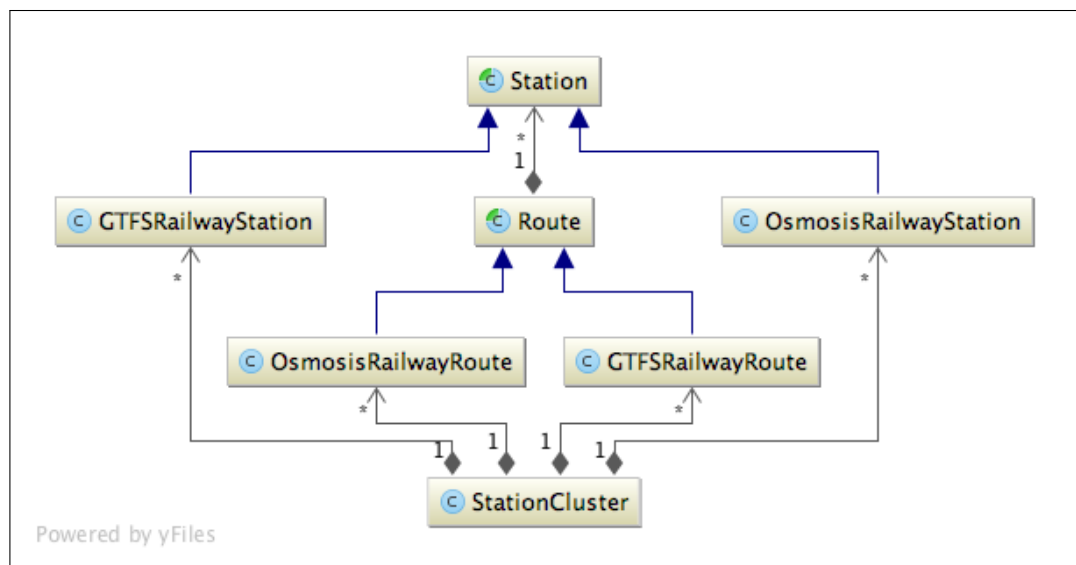 C Station
*
1
C GTFSRailwayStation
C Route
C OsmosisRailwayStation
*
*
C OsmosisRailwayRoute
C GTFSRailwayRoute
*
*
1
1
1
1
C StationCluster
Powered by yFiles